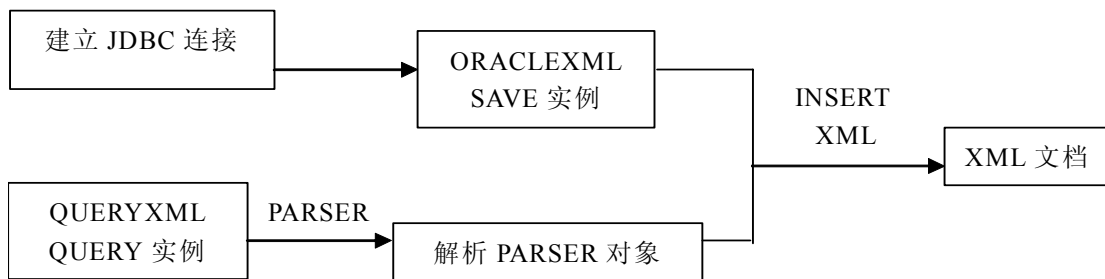 建立 JDBC 连接
ORACLEXML
SAVE 实例
INSERT
XML
XML 文档
QUERYXML
QUERY 实例
PARSER
解析 PARSER 对象